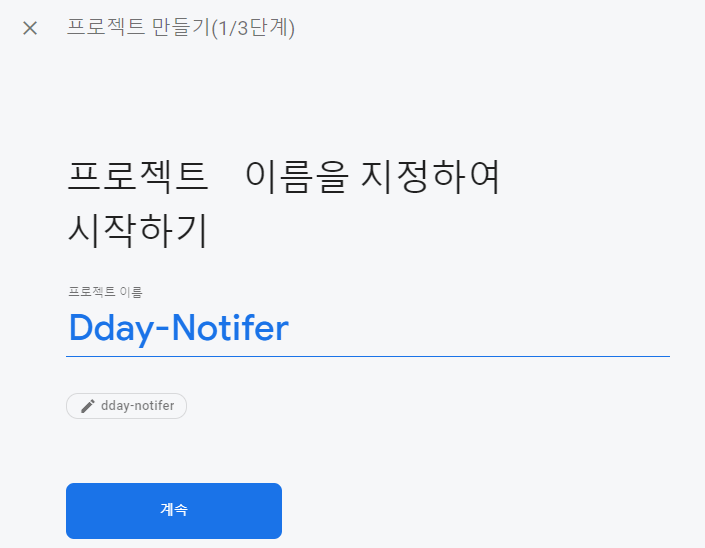 프로젝트 만들기(1/3단계)
프로젝트 이름을 지정하여
시작하기
프로젝트 이름
Dday-Notifer
dday-notifer
계속